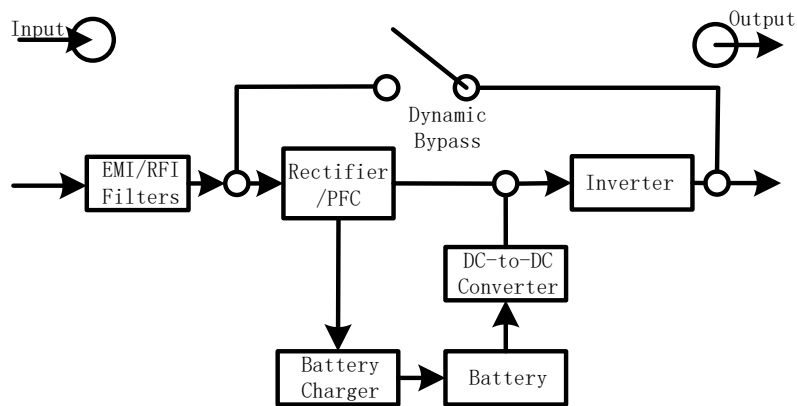 Input
Output
Dynamic
Bypass
EMI/RFI
Filters
Rectifier
/PFC
Inverter
DC-to-DC
Converter
Battery
Charger
Battery